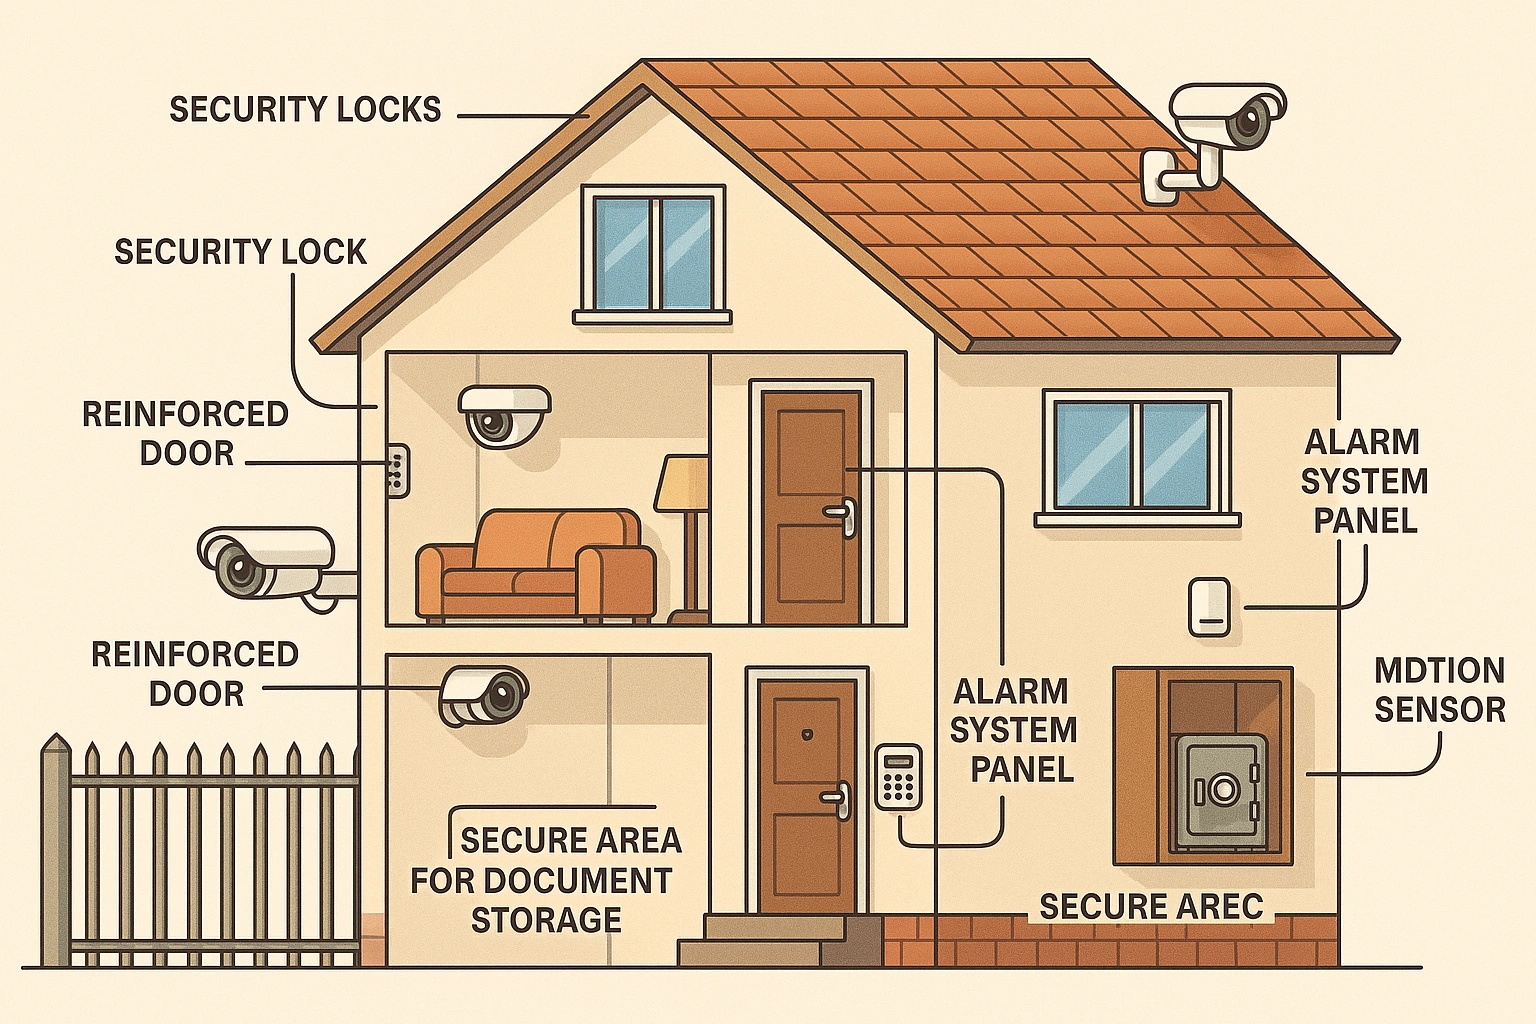 SECURITY LOCKS
SECURITY LOCK
REINFORCED
DOOR
REINFORCED
DOOR
SECURE AREA
FOR DOCUMENT
STORAGE
ALARM
SYSTEM
PANEL
ALARM
SYSTEM
PANEL
MDTION
SENSOR
SECURE AREC